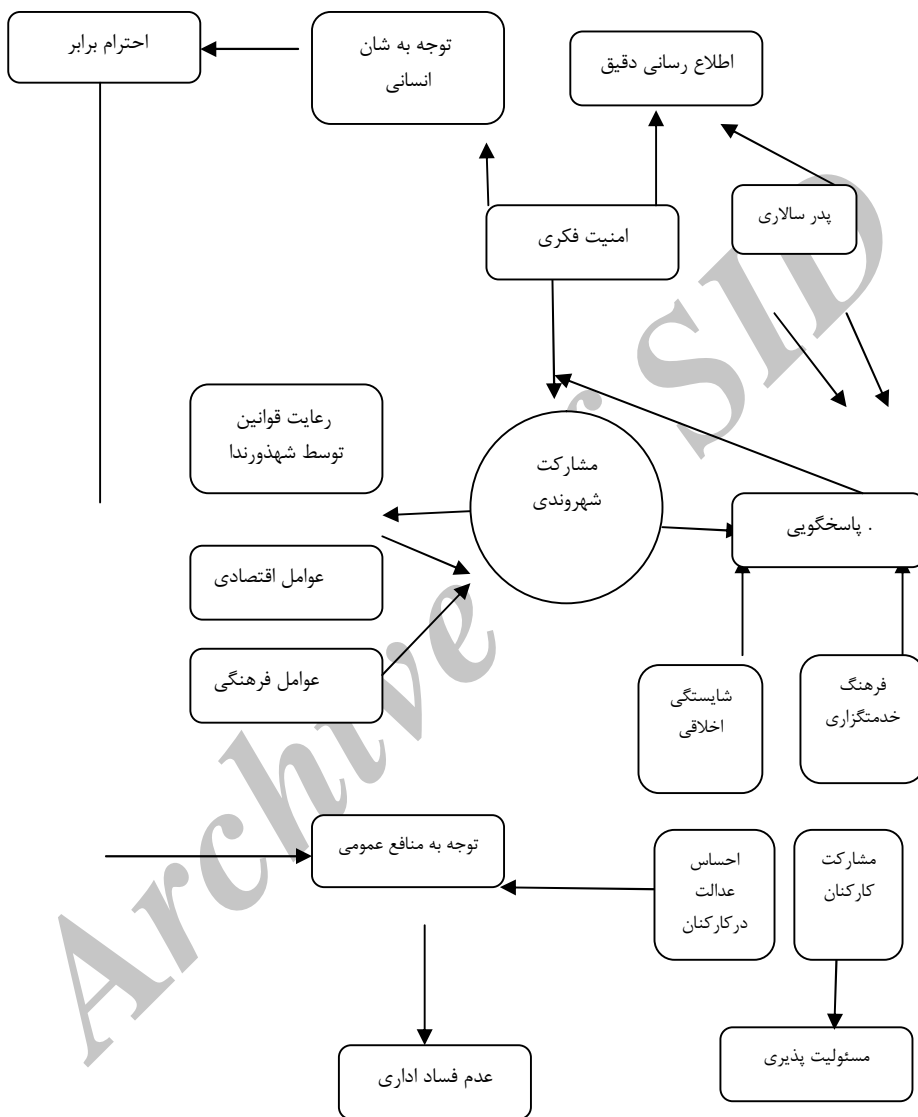 احترام برابر
توجه به شان
انسانی
اطلاع رسانی دقیق
پدر سالاری
امنیت فکری
رعایت قوانین
توسط شهذورندا
مشارکت
شهروندی
. پاسخگویی
عوامل اقتصادی
عوامل فرهنگی
شایستگی
اخلاقی
فرهنگ
خدمتگزاری
توجه به منافع عمومی
احساس
عدالت
درکارکنان
مشارکت
کارکنان
عدم فساد اداری
مسئولیت پذیری
Archive of SID